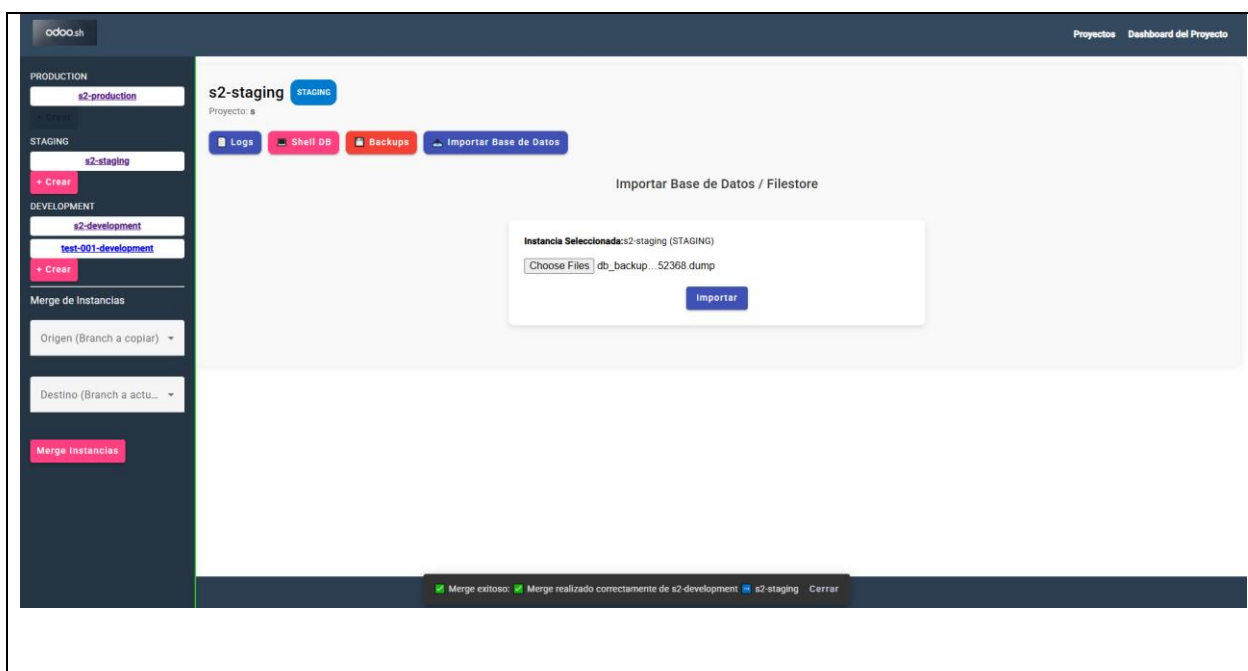 odoo.sh
Proyectos Dashboard del Proyecto
PRODUCTION
s2-production
+ Crear
STAGING
s2-staging
+ Crear
DEVELOPMENT
s2-development
test-001-development
+ Crear
Merge de Instancias
Origen (Branch a copiar)
Destino (Branch a actu...
Merge Instancias
s2-staging STAGING
Proyecto: s
Logs Shell DB Backups Importar Base de Datos
Importar Base de Datos / Filestore
Instancia Seleccionada:s2-staging (STAGING)
Choose Files db_backup...52368.dump
Importar
✅ Merge exitoso: ✅ Merge realizado correctamente de s2-development ➡️ s2-staging Cerrar